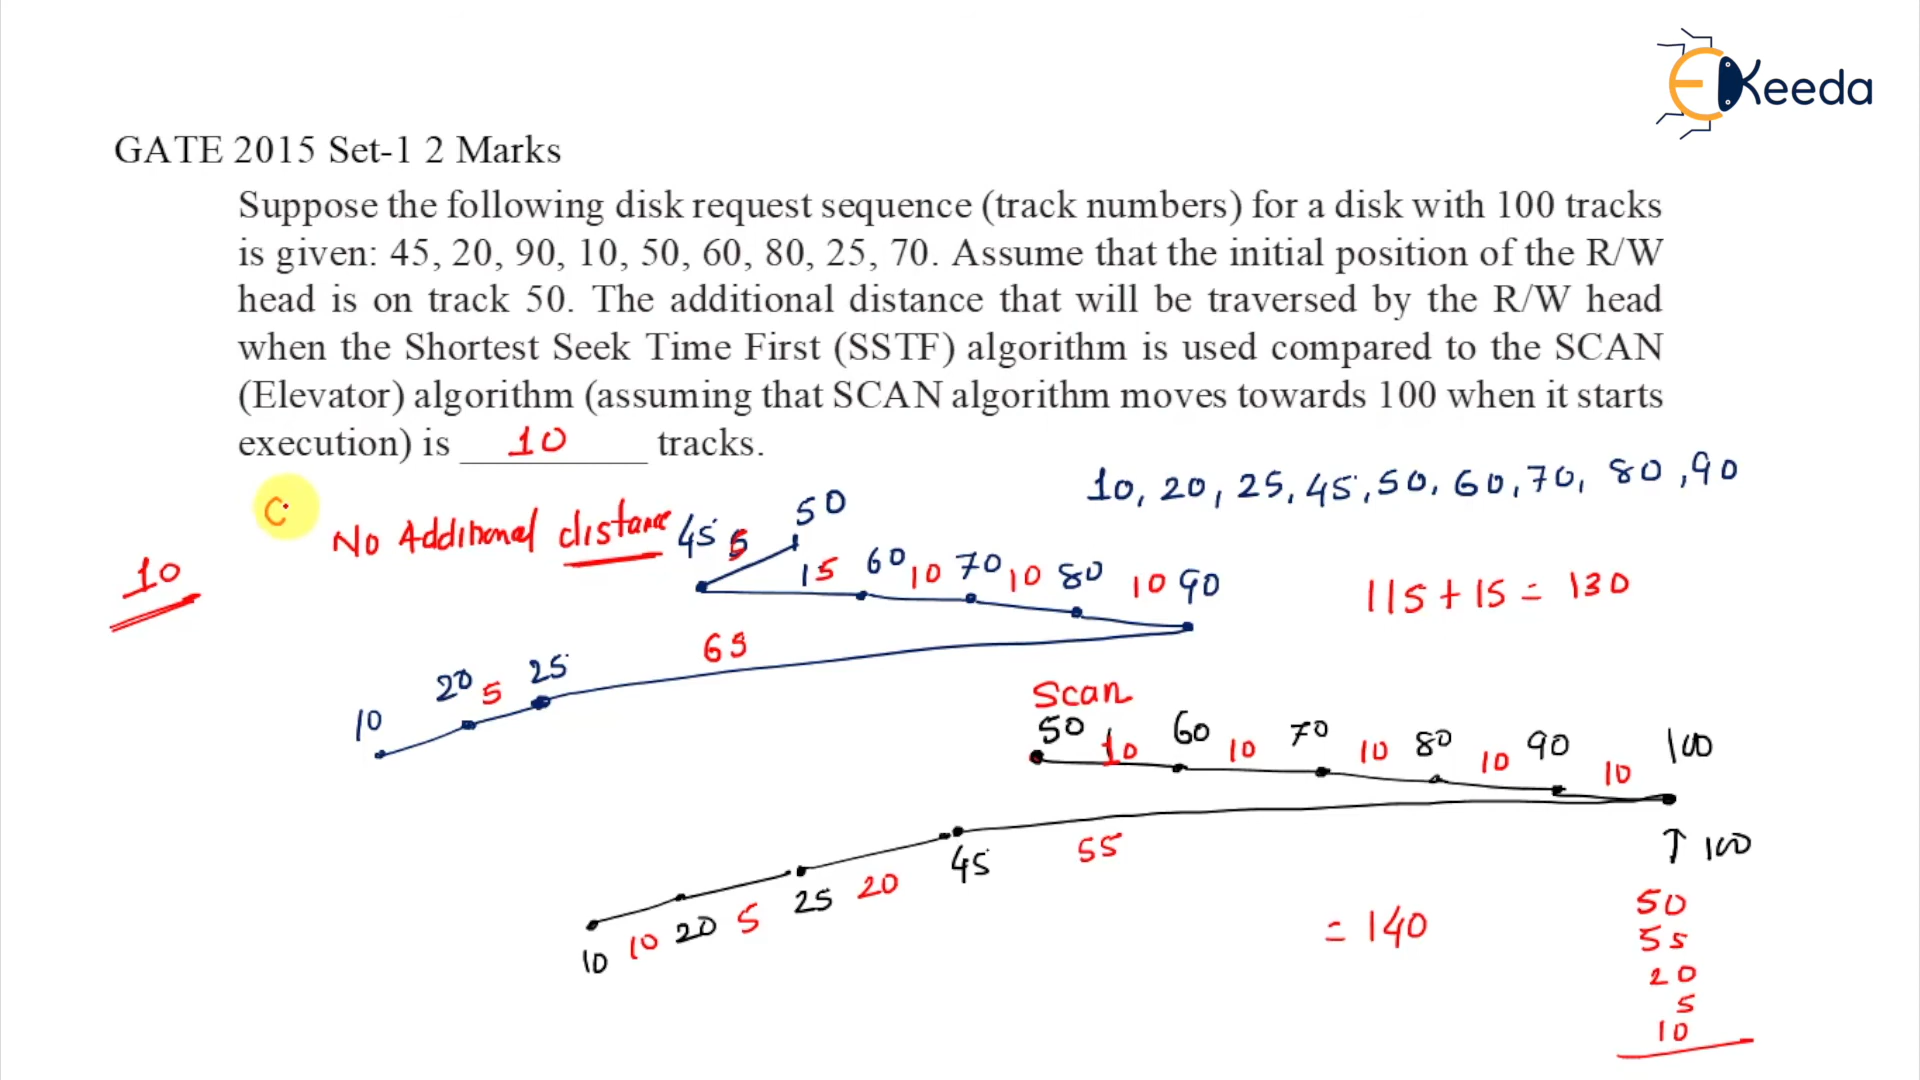 EKeeda
GATE 2015 Set-1 2 Marks
Suppose the following disk request sequence (track numbers) for a disk with 100 tracks
is given: 45, 20, 90, 10, 50, 60, 80, 25, 70. Assume that the initial position of the R/W
head is on track 50. The additional distance that will be traversed by the R/W head
when the Shortest Seek Time First (SSTF) algorithm is used compared to the SCAN
(Elevator) algorithm (assuming that SCAN algorithm moves towards 100 when it starts
execution) is 10 tracks.
10, 20, 25, 45, 50, 60, 70, 80, 90
C
No Additional distance
10
45 5 50
15 60 10 70 10 80 10 90
115 + 15 = 130
65
10 20 5 25
Scan
50 10 60 10 70 10 80 10 90 10 100
↑ 100
55
10 10 20 5 25 20 45
= 140
50
55
20
5
10